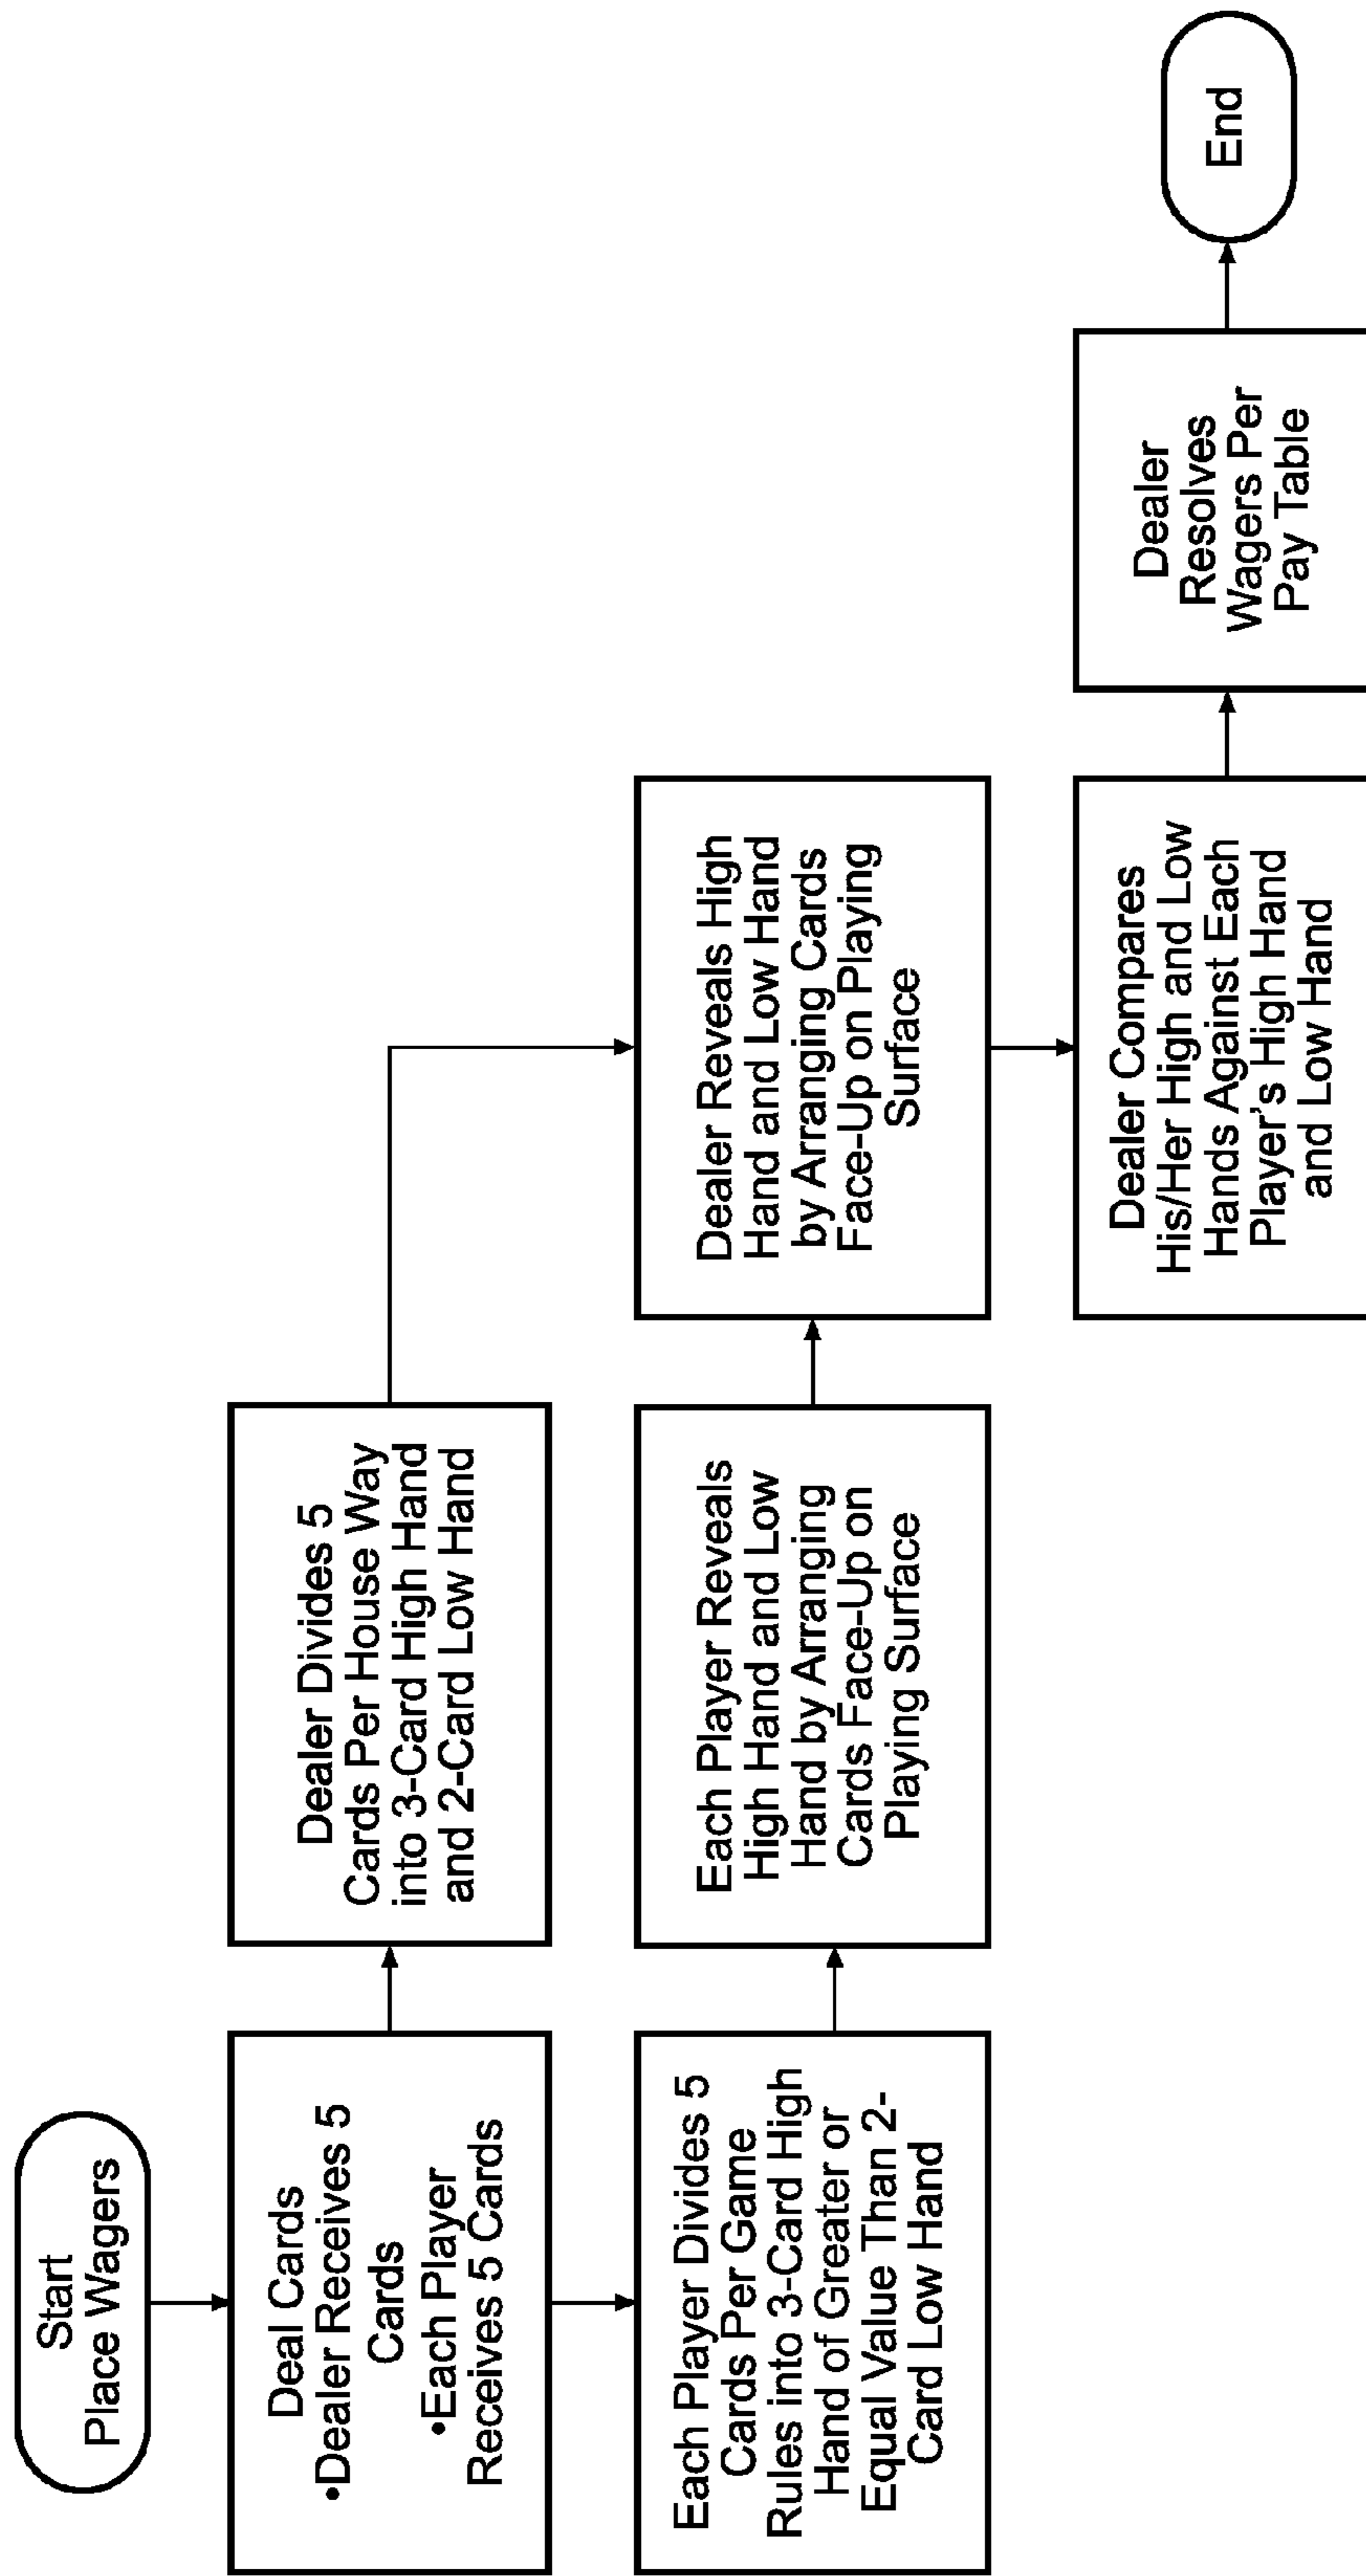 Start
Place Wagers
Deal Cards
•Dealer Receives 5
Cards
•Each Player
Receives 5 Cards
Dealer Divides 5
Cards Per House Way
into 3-Card High Hand
and 2-Card Low Hand
Each Player Divides 5
Cards Per Game
Rules into 3-Card High
Hand of Greater or
Equal Value Than 2-
Card Low Hand
Each Player Reveals
High Hand and Low
Hand by Arranging
Cards Face-Up on
Playing Surface
Dealer Reveals High
Hand and Low Hand
by Arranging Cards
Face-Up on Playing
Surface
Dealer Compares
His/Her High and Low
Hands Against Each
Player's High Hand
and Low Hand
Dealer
Resolves
Wagers Per
Pay Table
End